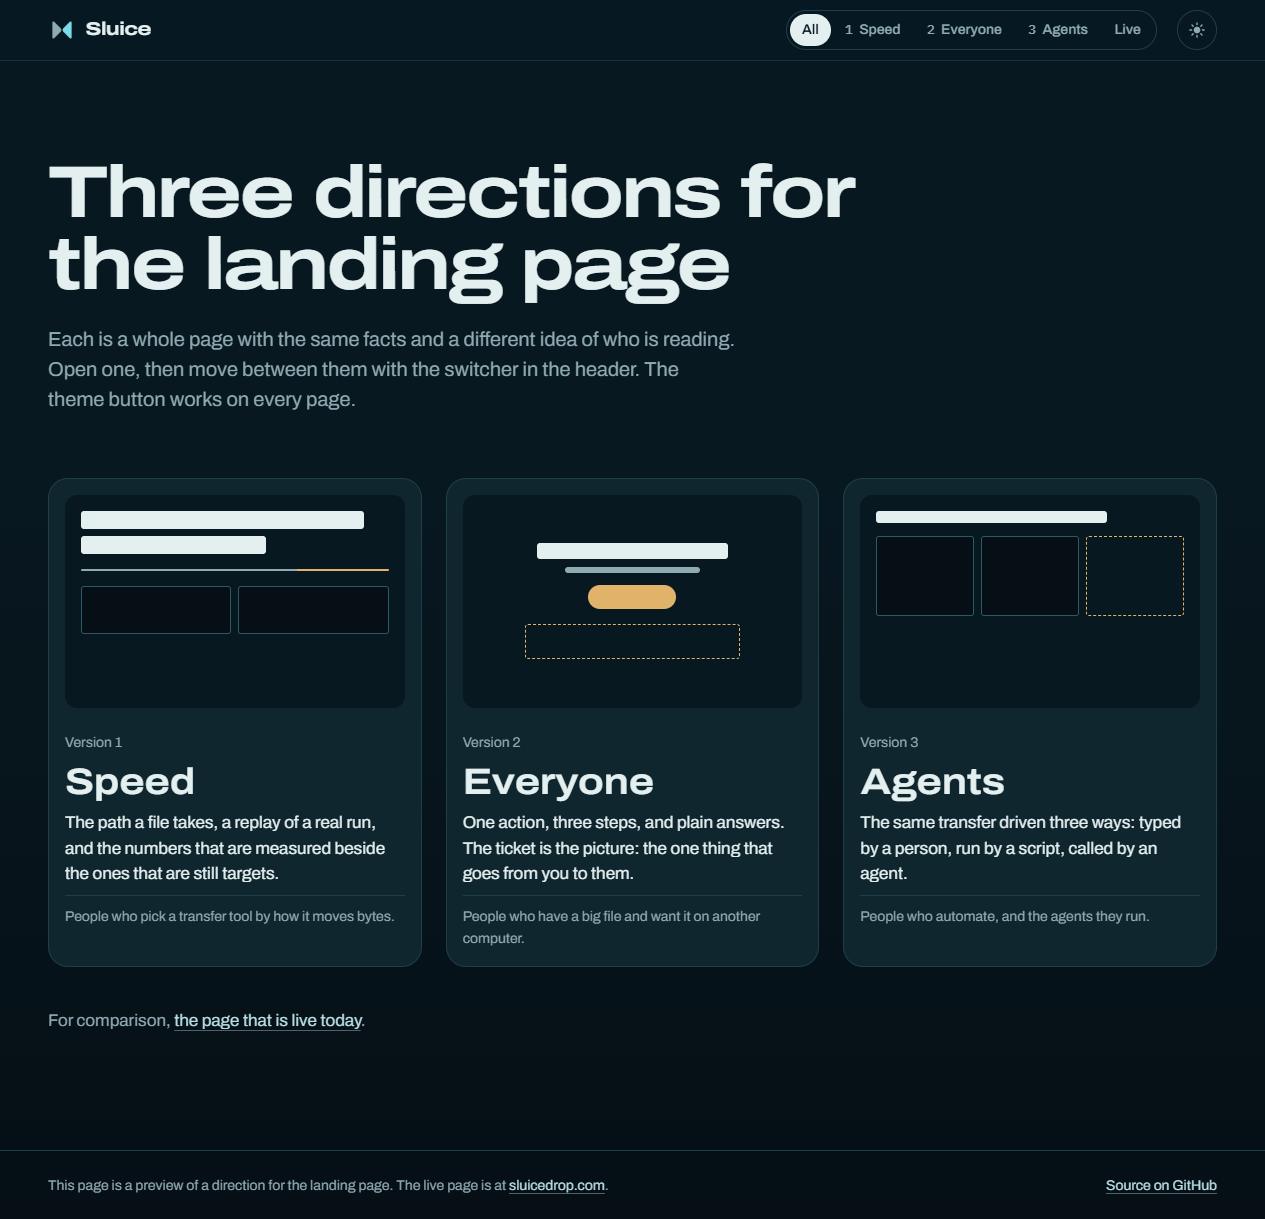 Sluice
All
1 Speed
2 Everyone
3 Agents
Live
Three directions for
the landing page
Each is a whole page with the same facts and a different idea of who is reading.
Open one, then move between them with the switcher in the header. The
theme button works on every page.
Version 1
Speed
The path a file takes, a replay of a real run,
and the numbers that are measured beside
the ones that are still targets.
People who pick a transfer tool by how it moves bytes.
Version 2
Everyone
One action, three steps, and plain answers.
The ticket is the picture: the one thing that
goes from you to them.
People who have a big file and want it on another
computer.
Version 3
Agents
The same transfer driven three ways: typed
by a person, run by a script, called by an
agent.
People who automate, and the agents they run.
For comparison, the page that is live today.
This page is a preview of a direction for the landing page. The live page is at sluicedrop.com.
Source on GitHub